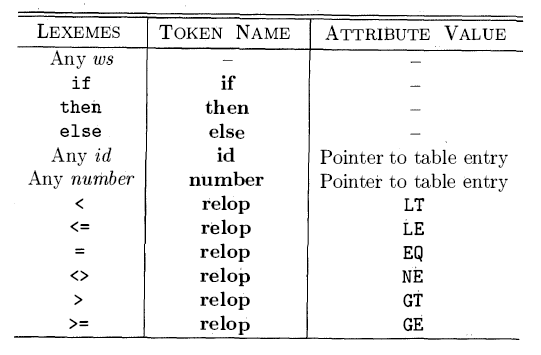 LEXEMES TOKEN NAME ATTRIBUTE VALUE
Any ws – –
if if –
then then –
else else –
Any id id Pointer to table entry
Any number number Pointer to table entry
< relop LT
<= relop LE
= relop EQ
<> relop NE
> relop GT
>= relop GE